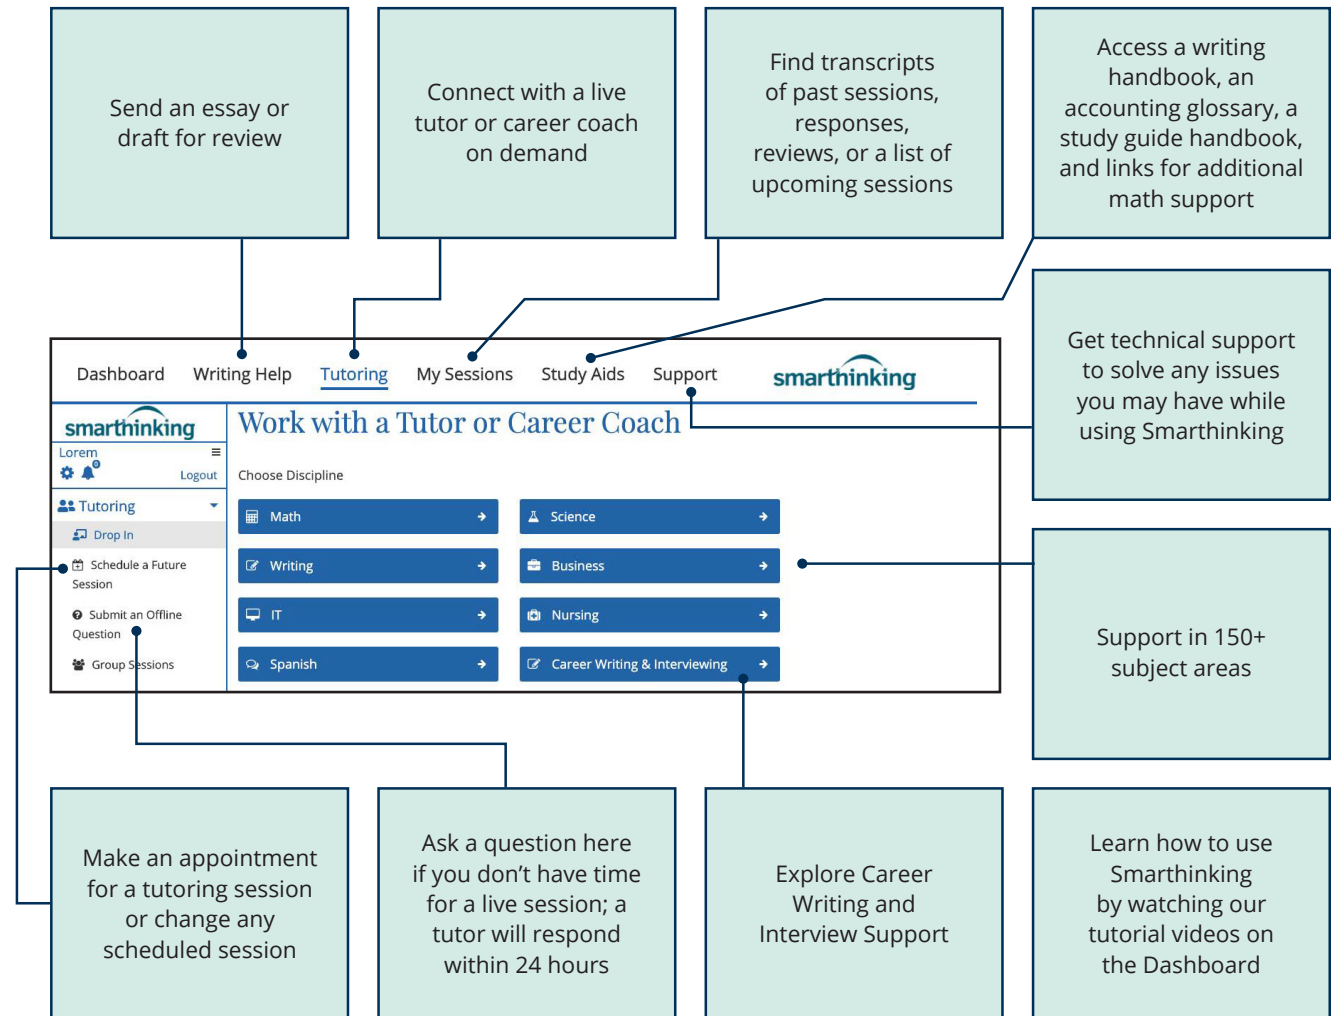 Send an essay or
draft for review
Connect with a live
tutor or career coach
on demand
Find transcripts
of past sessions,
responses,
reviews, or a list of
upcoming sessions
Access a writing
handbook, an
accounting glossary, a
study guide handbook,
and links for additional
math support
Get technical support
to solve any issues
you may have while
using Smarthinking
Dashboard Writing Help Tutoring My Sessions Study Aids Support smarthinking
smarthinking
Lorem
0
Logout
Tutoring
Drop In
Schedule a Future
Session
Submit an Offline
Question
Group Sessions
Work with a Tutor or Career Coach
Choose Discipline
Math
Science
Writing
Business
IT
Nursing
Spanish
Career Writing & Interviewing
Support in 150+
subject areas
Make an appointment
for a tutoring session
or change any
scheduled session
Ask a question here
if you don’t have time
for a live session; a
tutor will respond
within 24 hours
Explore Career
Writing and
Interview Support
Learn how to use
Smarthinking
by watching our
tutorial videos on
the Dashboard